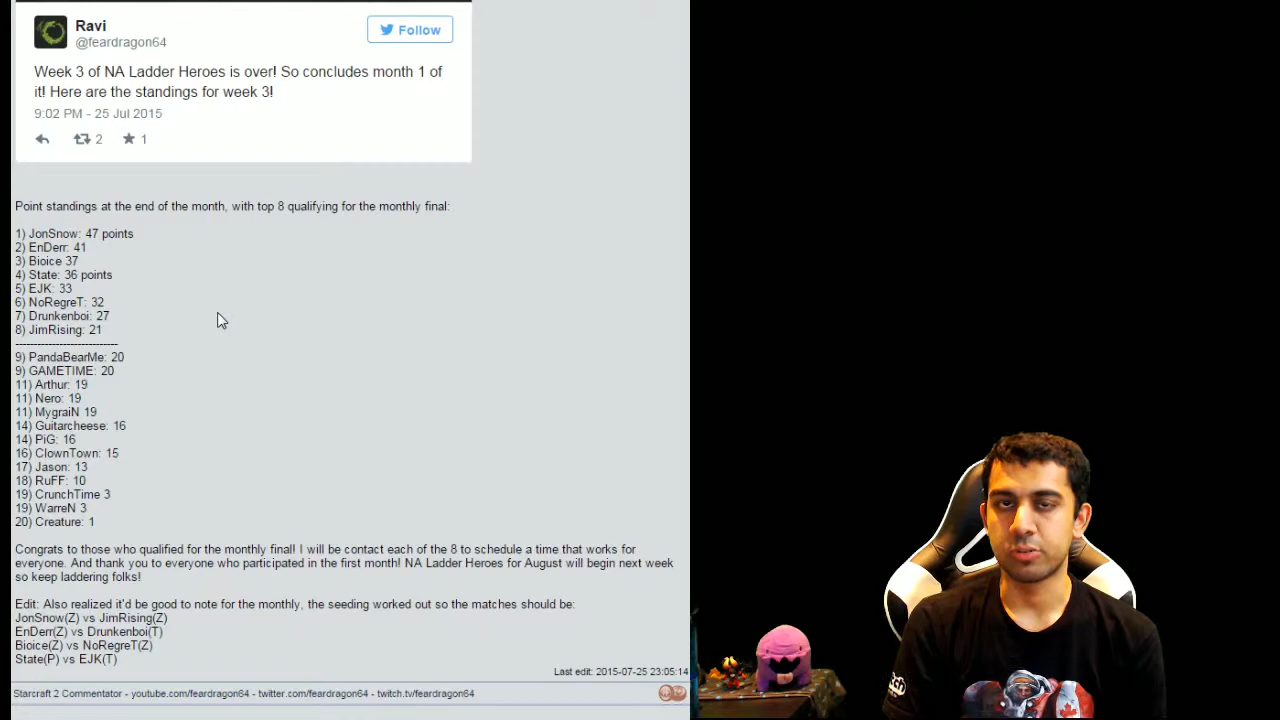 Ravi
@feardragon64
Follow
Week 3 of NA Ladder Heroes is over! So concludes month 1 of
it! Here are the standings for week 3!
9:02 PM - 25 Jul 2015
2 1
Point standings at the end of the month, with top 8 qualifying for the monthly final:
1) JonSnow: 47 points
2) EnDerr: 41
3) Bioice 37
4) State: 36 points
5) EJK: 33
6) NoRegreT: 32
7) Drunkenboi: 27
8) JimRising: 21
----------------------------
9) PandaBearMe: 20
9) GAMETIME: 20
11) Arthur: 19
11) Nero: 19
11) MygraiN 19
14) Guitarcheese: 16
14) PiG: 16
16) ClownTown: 15
17) Jason: 13
18) RuFF: 10
19) CrunchTime 3
19) WarreN 3
20) Creature: 1
Congrats to those who qualified for the monthly final! I will be contact each of the 8 to schedule a time that works for
everyone. And thank you to everyone who participated in the first month! NA Ladder Heroes for August will begin next week
so keep laddering folks!
Edit: Also realized it'd be good to note for the monthly, the seeding worked out so the matches should be:
JonSnow(Z) vs JimRising(Z)
EnDerr(Z) vs Drunkenboi(T)
Bioice(Z) vs NoRegreT(Z)
State(P) vs EJK(T)
Last edit: 2015-07-25 23:05:14
Starcraft 2 Commentator - youtube.com/feardragon64 - twitter.com/feardragon64 - twitch.tv/feardragon64